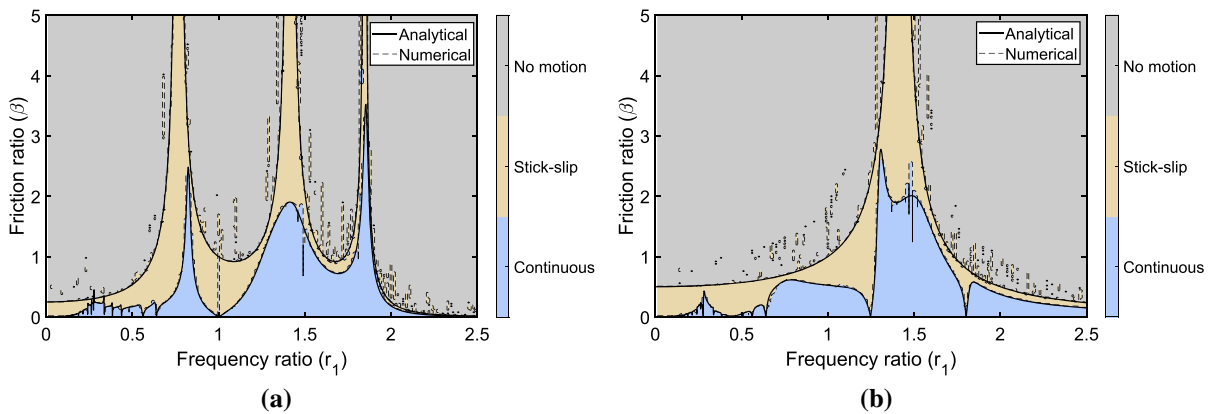 5
4
3
2
1
0
Friction ratio (β)
0 0.5 1 1.5 2 2.5
Frequency ratio (r1)
Analytical
Numerical
No motion
Stick-slip
Continuous
(a)
5
4
3
2
1
0
Friction ratio (β)
0 0.5 1 1.5 2 2.5
Frequency ratio (r1)
Analytical
Numerical
No motion
Stick-slip
Continuous
(b)